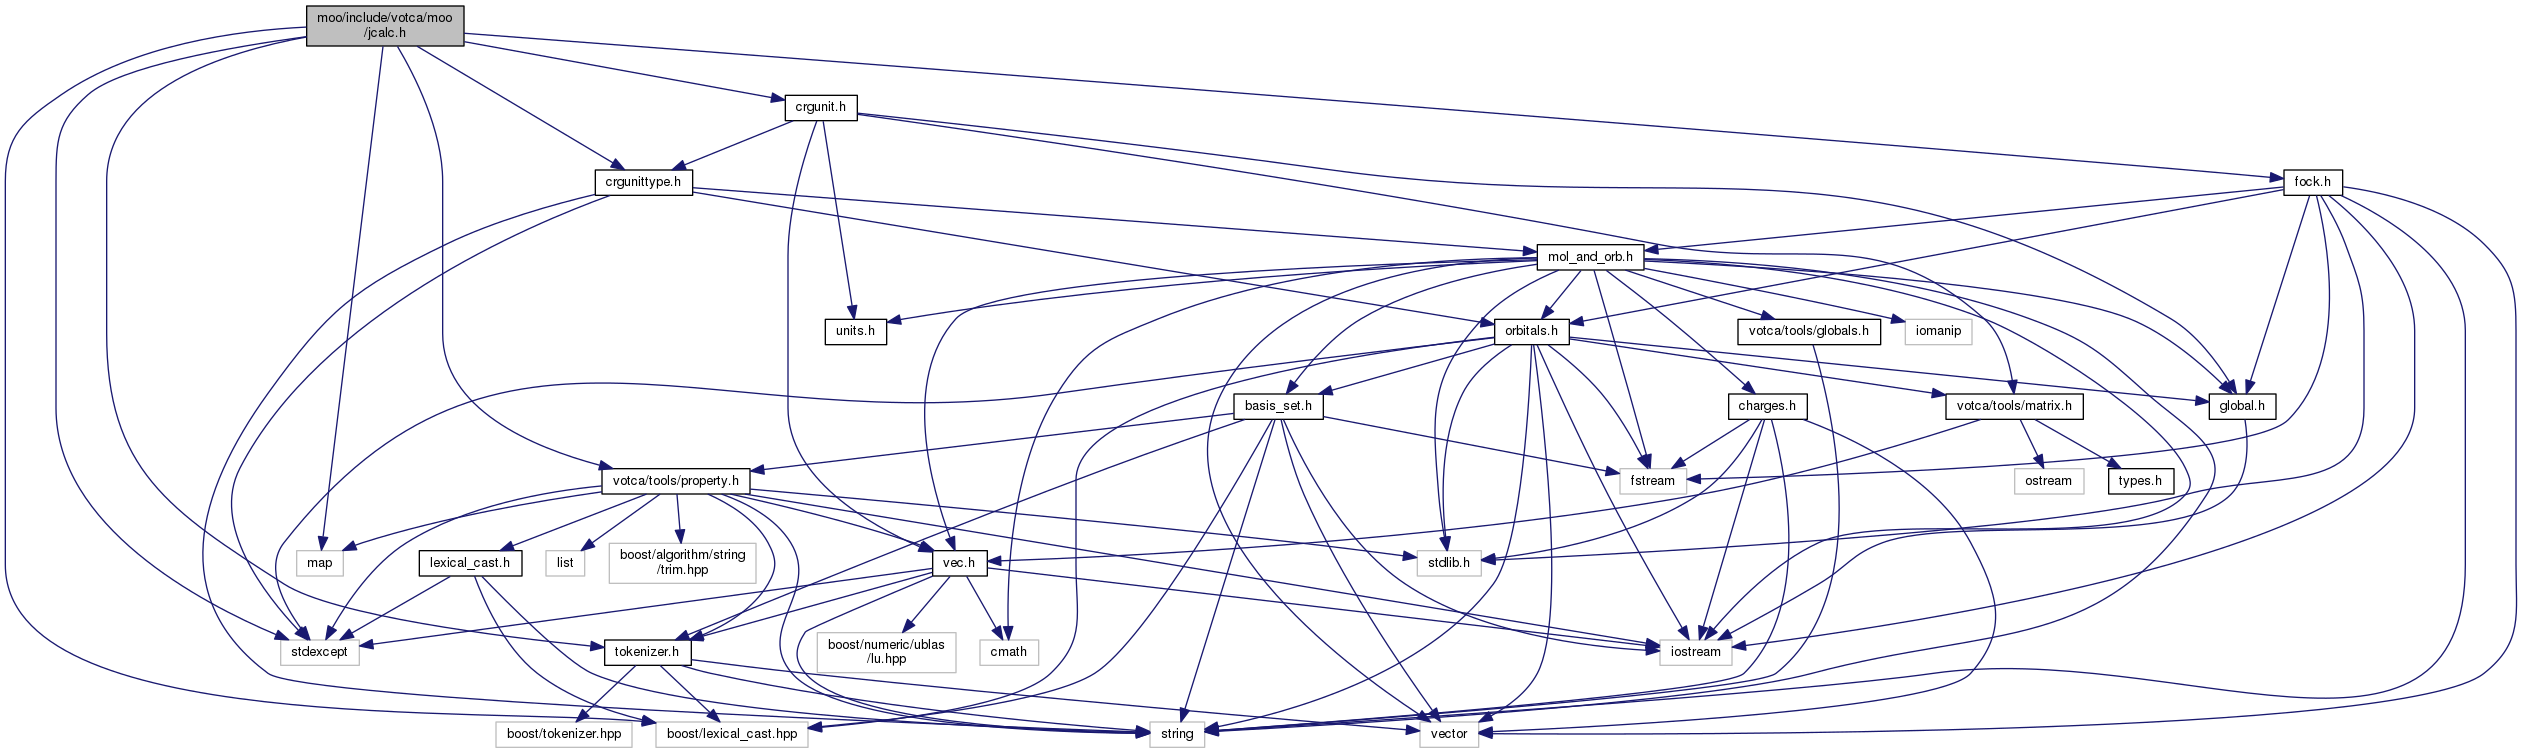 moo/include/votca/moo
/jcalc.h
crgunit.h
crgunittype.h
fock.h
mol_and_orb.h
units.h
orbitals.h
votca/tools/globals.h
iomanip
basis_set.h
charges.h
votca/tools/matrix.h
global.h
votca/tools/property.h
fstream
ostream
types.h
map
lexical_cast.h
list
boost/algorithm/string
/trim.hpp
vec.h
stdlib.h
stdexcept
tokenizer.h
boost/numeric/ublas
/lu.hpp
cmath
iostream
boost/tokenizer.hpp
boost/lexical_cast.hpp
string
vector